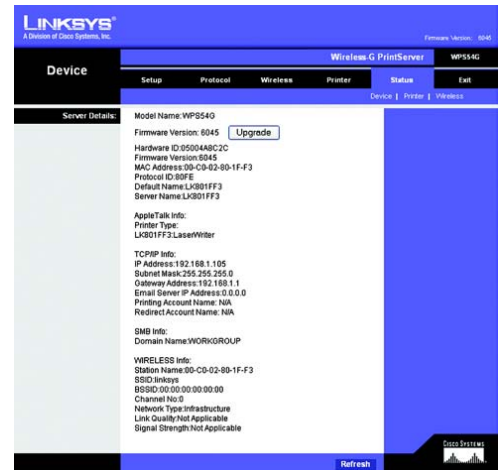 LINKSYS®
A Division of Cisco Systems, Inc.
Firmware Version: 6045
Wireless-G PrintServer WPS54G
Device
Setup Protocol Wireless Printer Status Exit
Device | Printer | Wireless
Server Details:
Model Name:WPS54G
Firmware Version: 6045 Upgrade
Hardware ID:05004A8C2C
Firmware Version:6045
MAC Address:00-C0-02-80-1F-F3
Protocol ID:80FE
Default Name:LK801FF3
Server Name:LK801FF3
AppleTalk Info:
Printer Type:
LK801FF3:LaserWriter
TCP/IP Info:
IP Address:192.168.1.105
Subnet Mask:255.255.255.0
Gateway Address:192.168.1.1
Email Server IP Address:0.0.0.0
Printing Account Name: N/A
Redirect Account Name: N/A
SMB Info:
Domain Name:WORKGROUP
WIRELESS Info:
Station Name:00-C0-02-80-1F-F3
SSID:linksys
BSSID:00:00:00:00:00:00
Channel No:0
Network Type:Infrastructure
Link Quality:Not Applicable
Signal Strength:Not Applicable
Refresh
CISCO SYSTEMS